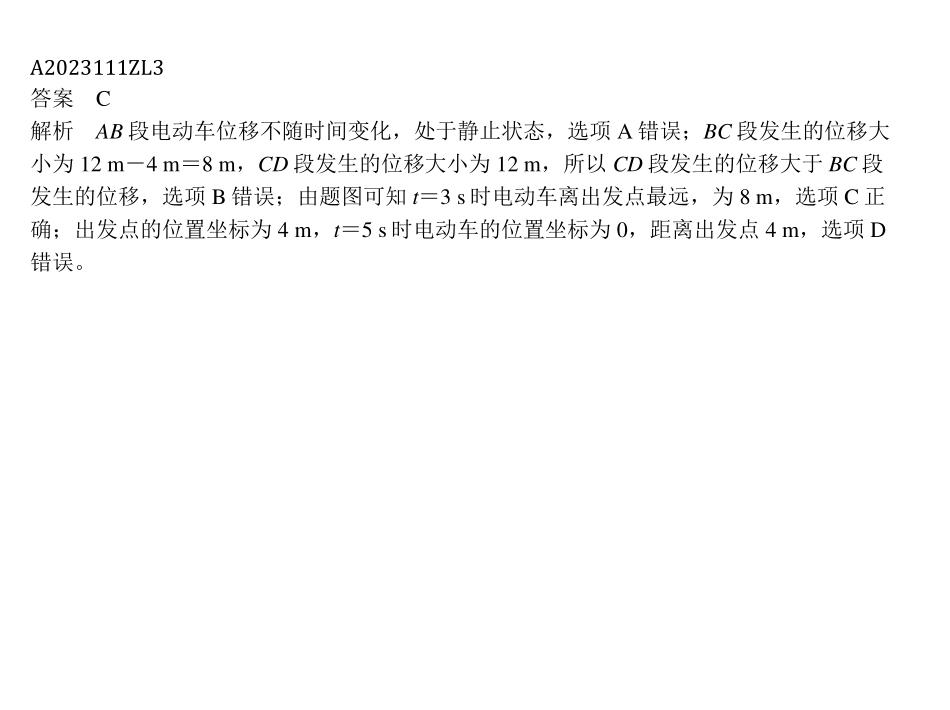 A2023111ZL3
答案　C
解析　AB 段电动车位移不随时间变化，处于静止状态，选项 A 错误；BC 段发生的位移大
小为 12 m－4 m＝8 m，CD 段发生的位移大小为 12 m，所以 CD 段发生的位移大于 BC 段
发生的位移，选项 B 错误；由题图可知 t＝3 s 时电动车离出发点最远，为 8 m，选项 C 正
确；出发点的位置坐标为 4 m，t＝5 s 时电动车的位置坐标为 0，距离出发点 4 m，选项 D
错误。